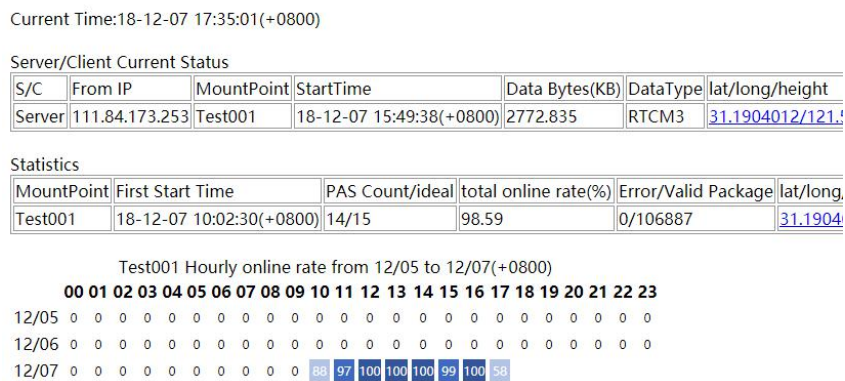 Current Time:18-12-07 17:35:01(+0800)
Server/Client Current Status
S/C From IP MountPoint StartTime Data Bytes(KB) DataType lat/long/height
Server 111.84.173.253 Test001 18-12-07 15:49:38(+0800) 2772.835 RTCM3 31.1904012/121.5
Statistics
MountPoint First Start Time PAS Count/ideal total online rate(%) Error/Valid Package lat/long/
Test001 18-12-07 10:02:30(+0800) 14/15 98.59 0/106887 31.1904
Test001 Hourly online rate from 12/05 to 12/07(+0800)
00 01 02 03 04 05 06 07 08 09 10 11 12 13 14 15 16 17 18 19 20 21 22 23
12/05 0 0 0 0 0 0 0 0 0 0 0 0 0 0 0 0 0 0 0 0 0 0 0 0
12/06 0 0 0 0 0 0 0 0 0 0 0 0 0 0 0 0 0 0 0 0 0 0 0 0
12/07 0 0 0 0 0 0 0 0 0 0 88 97 100 100 100 99 100 58